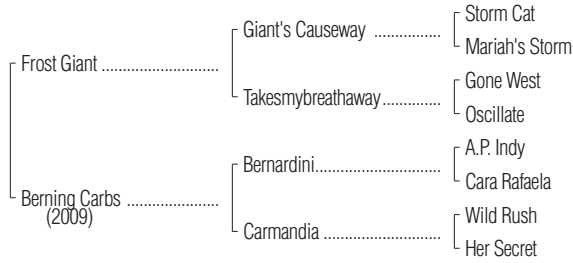 Storm Cat
Giant's Causeway ................
Mariah's Storm
Frost Giant ........................
Gone West
Takesmybreathaway ............
Oscillate
A.P. Indy
Bernardini .........................
Cara Rafaela
Berning Carbs ...................
(2009)
Wild Rush
Carmandia ........................
Her Secret